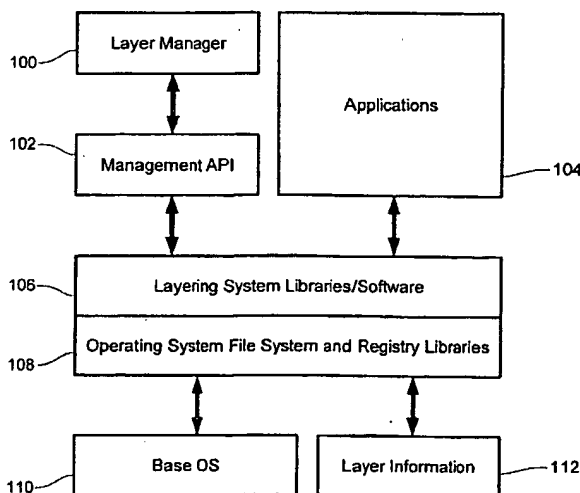 Layer Manager
100
Applications
102
Management API
104
106
Layering System Libraries/Software
108
Operating System File System and Registry Libraries
Base OS
Layer Information
110
112